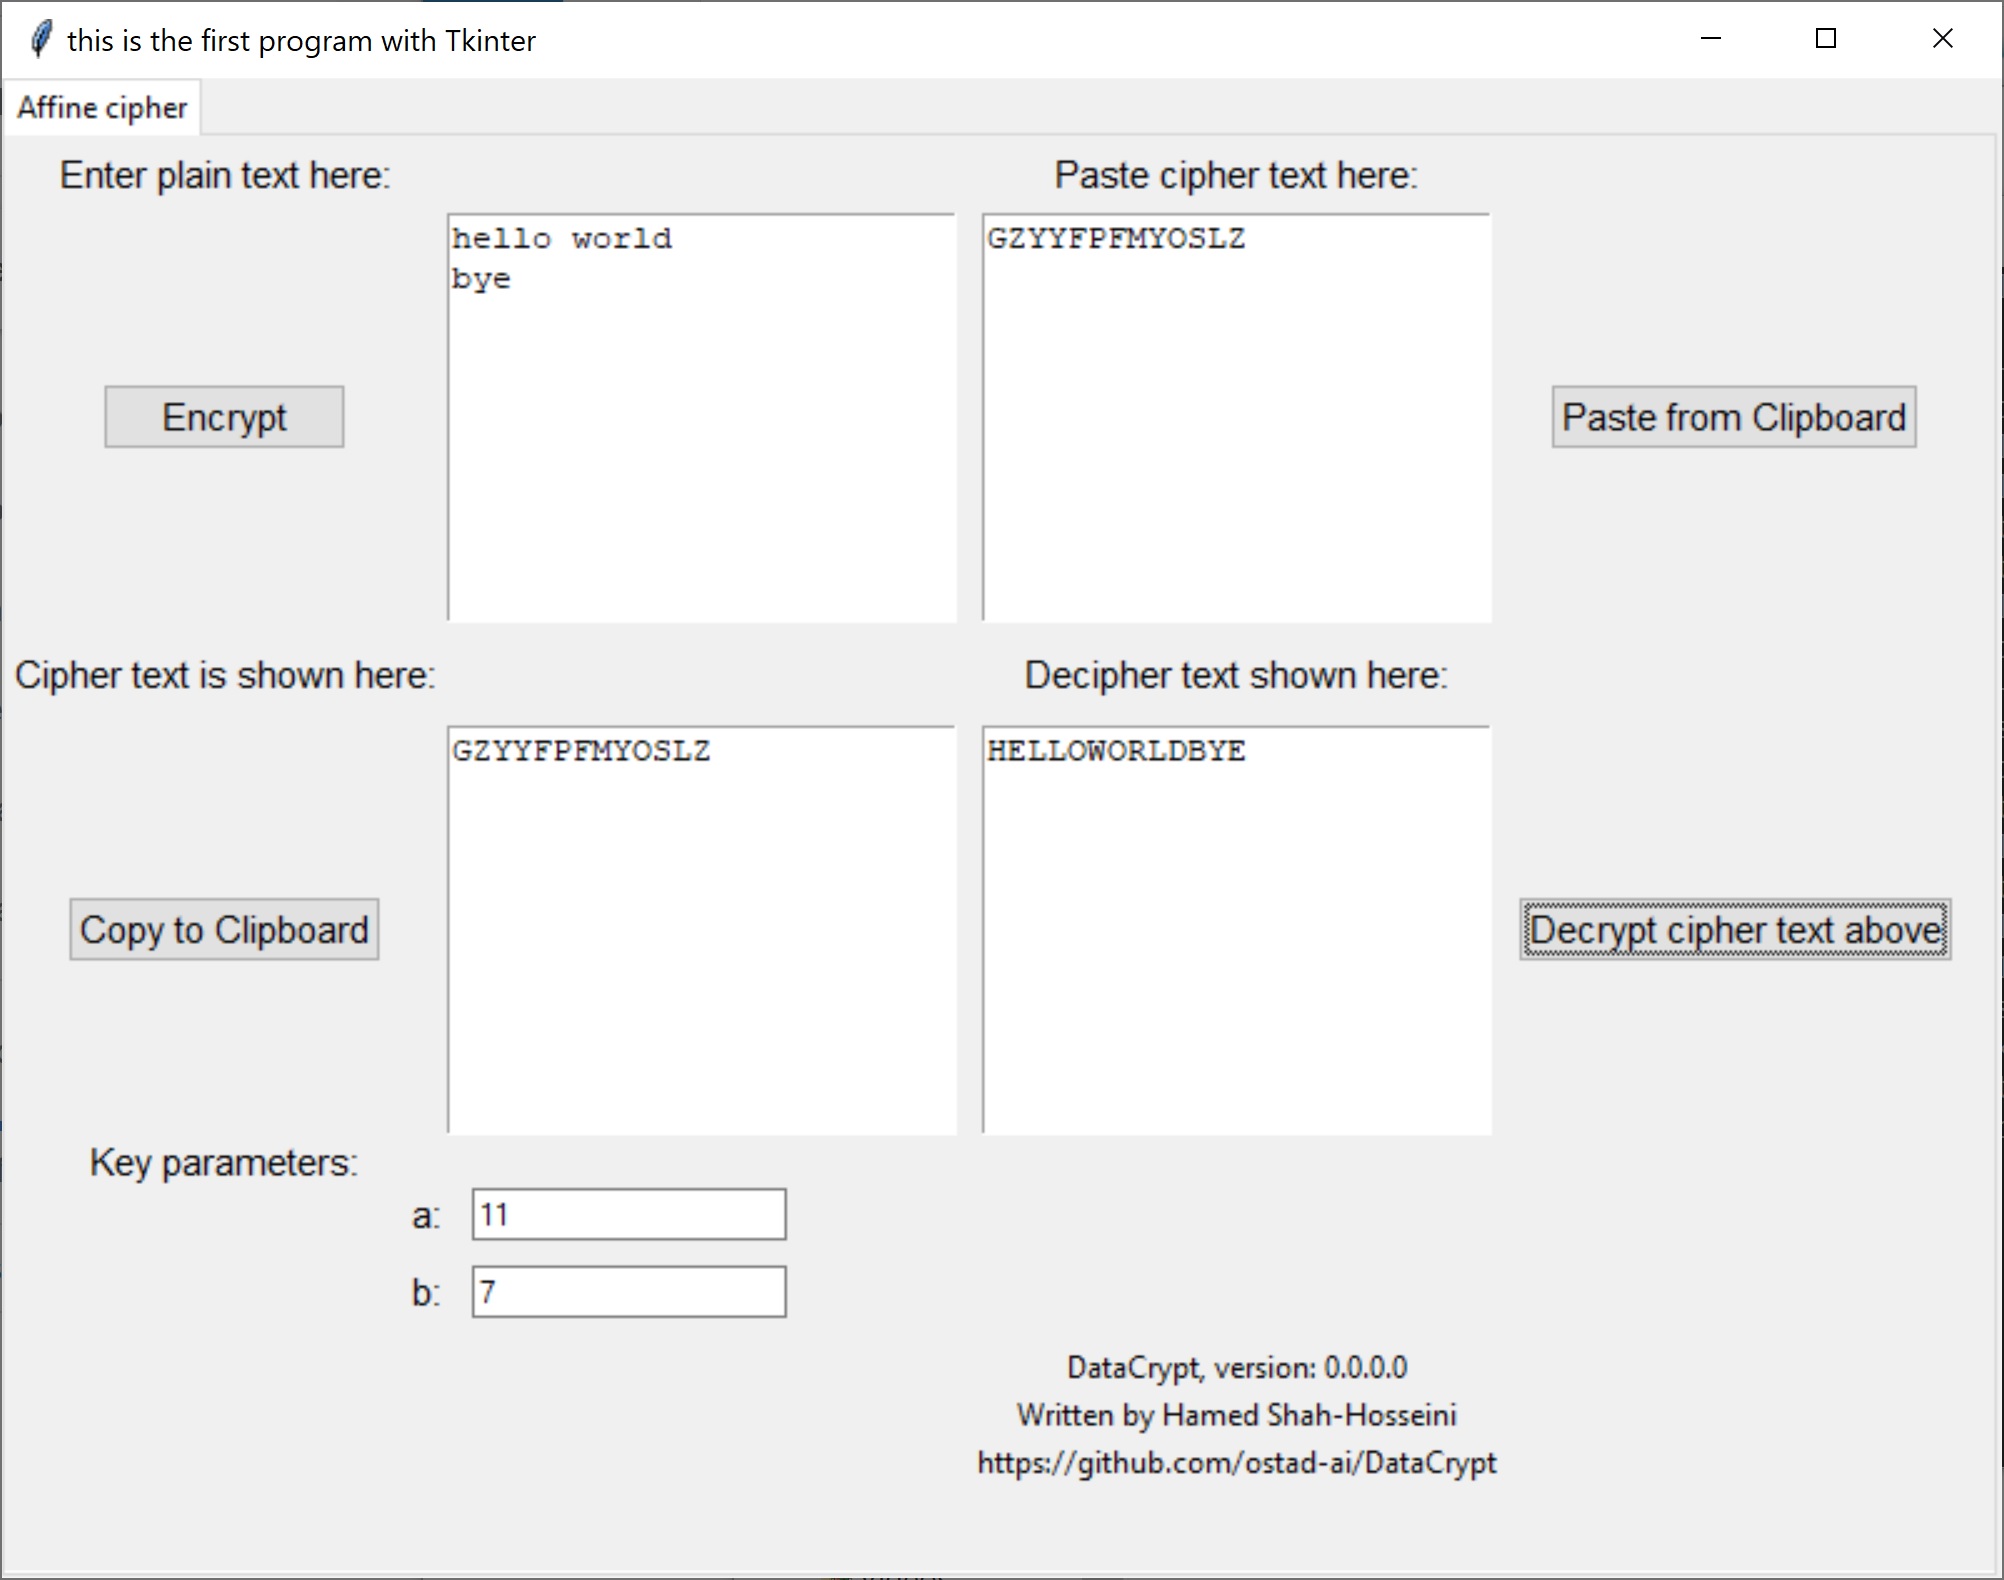 this is the first program with Tkinter
Affine cipher
Enter plain text here:
Paste cipher text here:
hello world
bye
GZYYFPFMYOSLZ
Encrypt
Paste from Clipboard
Cipher text is shown here:
Decipher text shown here:
GZYYFPFMYOSLZ
HELLOWORLDBYE
Copy to Clipboard
Decrypt cipher text above
Key parameters:
a: 11
b: 7
DataCrypt, version: 0.0.0.0
Written by Hamed Shah-Hosseini
https://github.com/ostad-ai/DataCrypt